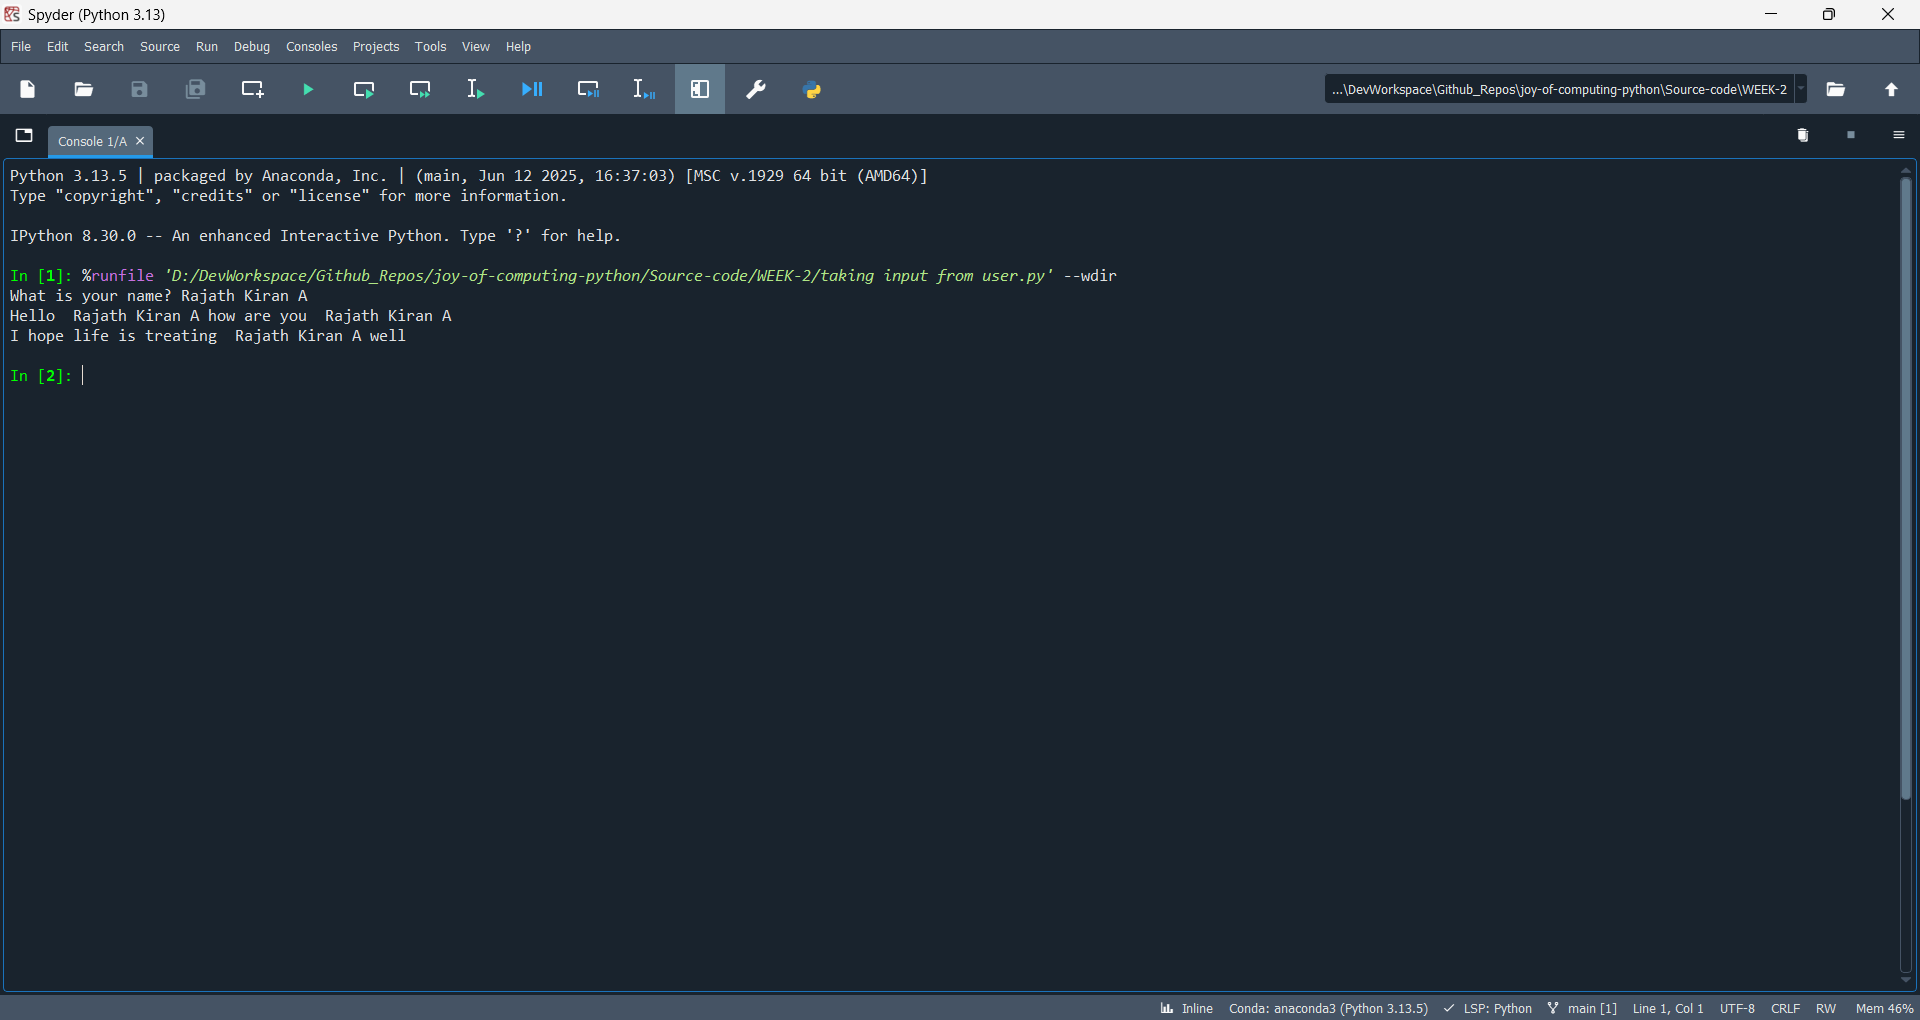 Spyder (Python 3.13)
File Edit Search Source Run Debug Consoles Projects Tools View Help
...\DevWorkspace\Github_Repos\joy-of-computing-python\Source-code\WEEK-2
Console 1/A
Python 3.13.5 | packaged by Anaconda, Inc. | (main, Jun 12 2025, 16:37:03) [MSC v.1929 64 bit (AMD64)]
Type "copyright", "credits" or "license" for more information.
IPython 8.30.0 -- An enhanced Interactive Python. Type '?' for help.
In [1]: %runfile 'D:/DevWorkspace/Github_Repos/joy-of-computing-python/Source-code/WEEK-2/taking input from user.py' --wdir
What is your name? Rajath Kiran A
Hello  Rajath Kiran A how are you  Rajath Kiran A
I hope life is treating  Rajath Kiran A well
In [2]:
Inline Conda: anaconda3 (Python 3.13.5) LSP: Python main [1] Line 1, Col 1 UTF-8 CRLF RW Mem 46%